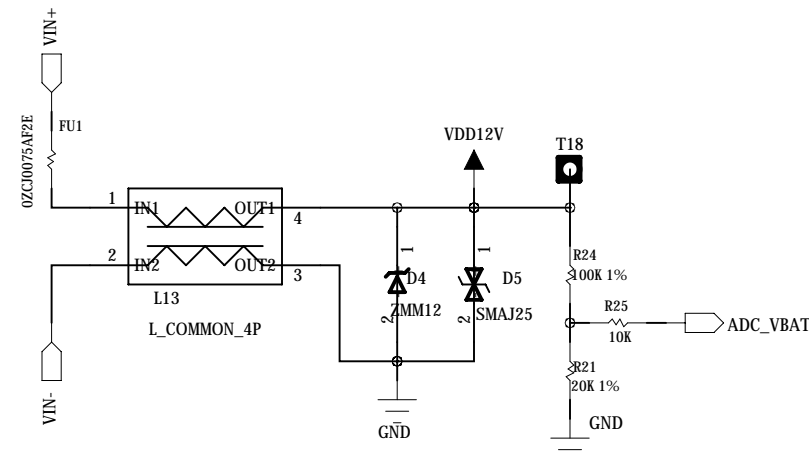 VIN+
0ZCJ0075AF2E
FU1
VDD12V
T18
1
IN1
OUT1
4
2
IN2
OUT2
3
L13
L_COMMON_4P
1
D4
ZMM12
2
1
D5
SMAJ25
2
R24
100K 1%
R25
10K
ADC_VBAT
R21
20K 1%
VIN-
GND
GND